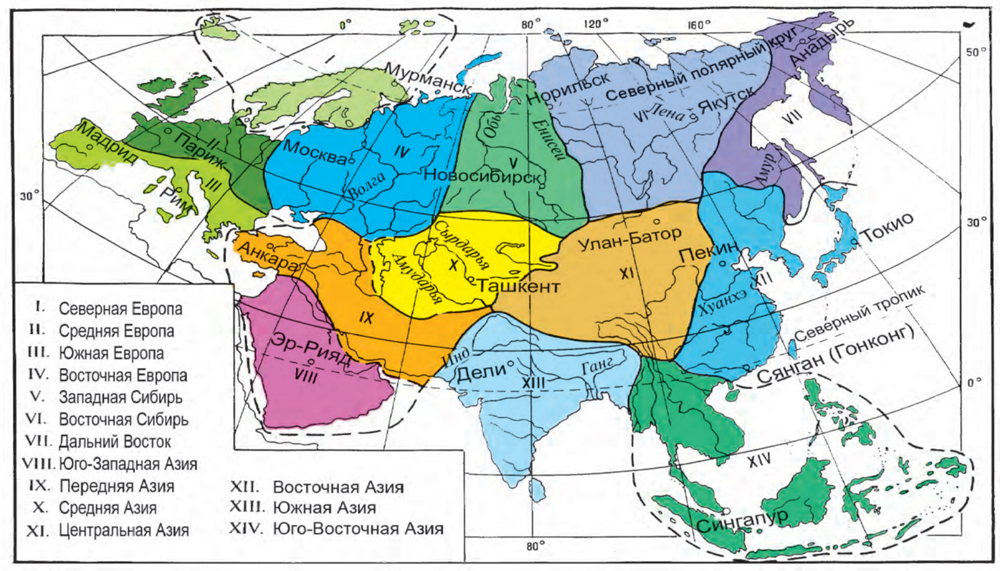 0°
80°
120°
160°
50°
30°
30°
0°
80°
Мурманск
Норильск
Северный полярный круг
Анадырь
Лена
Якутск
VI
VII
Обь
Енисей
Мадрид
Париж
II
III
Рим
Москва
IV
Волга
V
Новосибирск
Амур
Анкара
Сырдарья
Амударья
X
Ташкент
Улан-Батор
XI
Пекин
Токио
XII
Хуанхэ
IX
Эр-Рияд
VIII
Инд
Дели
Ганг
XIII
Северный тропик
Сянган (Гонконг)
XIV
Сингапур
I. Северная Европа
II. Средняя Европа
III. Южная Европа
IV. Восточная Европа
V. Западная Сибирь
VI. Восточная Сибирь
VII. Дальний Восток
VIII. Юго-Западная Азия
IX. Передняя Азия
X. Средняя Азия
XI. Центральная Азия
XII. Восточная Азия
XIII. Южная Азия
XIV. Юго-Восточная Азия